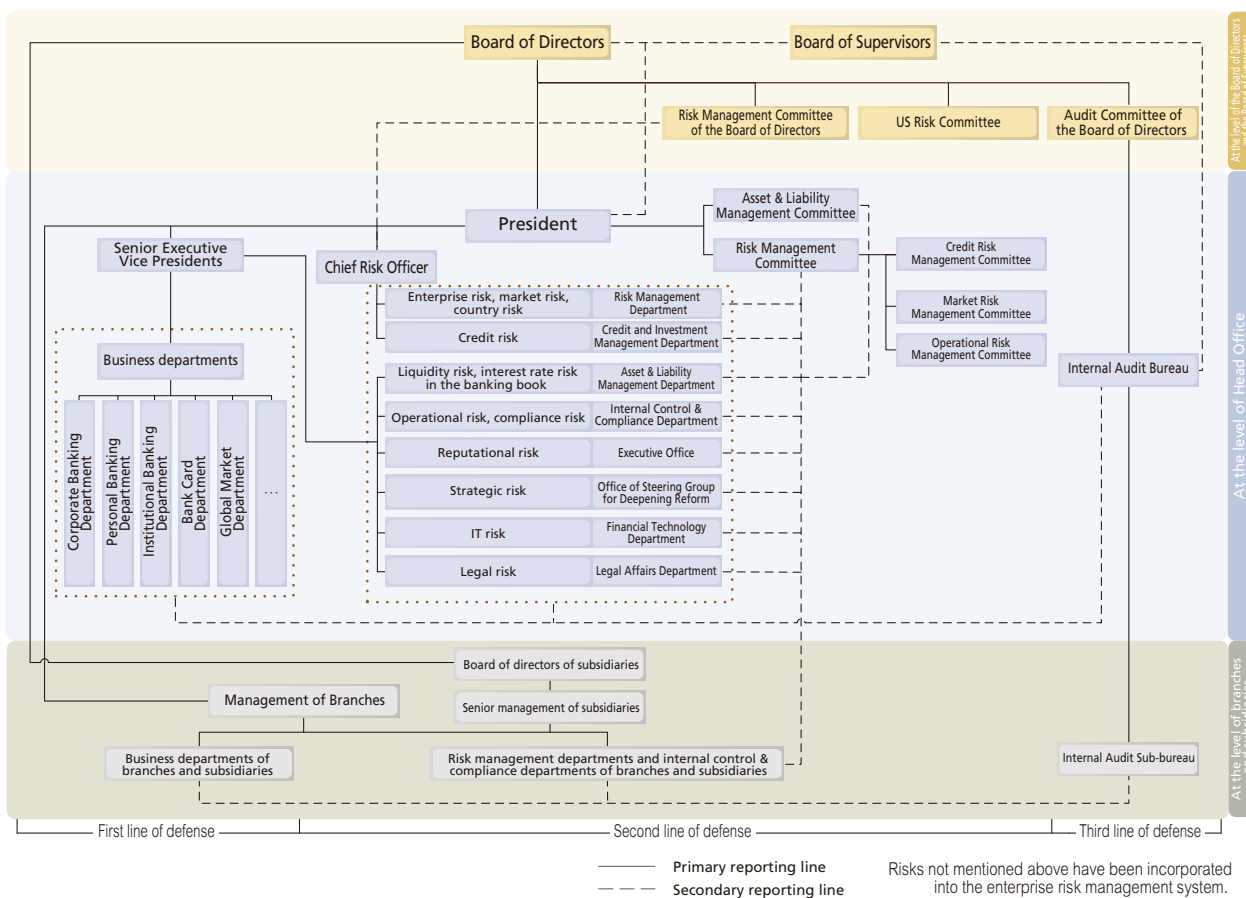 Board of Directors
Board of Supervisors
Risk Management Committee
of the Board of Directors
US Risk Committee
Audit Committee of
the Board of Directors
At the level of the Board of Directors
and the Board of Supervisors
President
Asset & Liability
Management Committee
Senior Executive
Vice Presidents
Chief Risk Officer
Risk Management
Committee
Credit Risk
Management Committee
Market Risk
Management Committee
Operational Risk
Management Committee
Enterprise risk, market risk,
country risk
Risk Management
Department
Credit risk
Credit and Investment
Management Department
Liquidity risk, interest rate risk
in the banking book
Asset & Liability
Management Department
Operational risk, compliance risk
Internal Control &
Compliance Department
Reputational risk
Executive Office
Strategic risk
Office of Steering Group
for Deepening Reform
IT risk
Financial Technology
Department
Legal risk
Legal Affairs Department
Business departments
Corporate Banking
Department
Personal Banking
Department
Institutional Banking
Department
Bank Card
Department
Global Market
Department
...
Internal Audit Bureau
At the level of Head Office
Board of directors of subsidiaries
Management of Branches
Senior management of subsidiaries
Business departments of
branches and subsidiaries
Risk management departments and internal control &
compliance departments of branches and subsidiaries
Internal Audit Sub-bureau
At the level of branches
and subsidiaries
First line of defense
Second line of defense
Third line of defense
Primary reporting line
Secondary reporting line
Risks not mentioned above have been incorporated
into the enterprise risk management system.